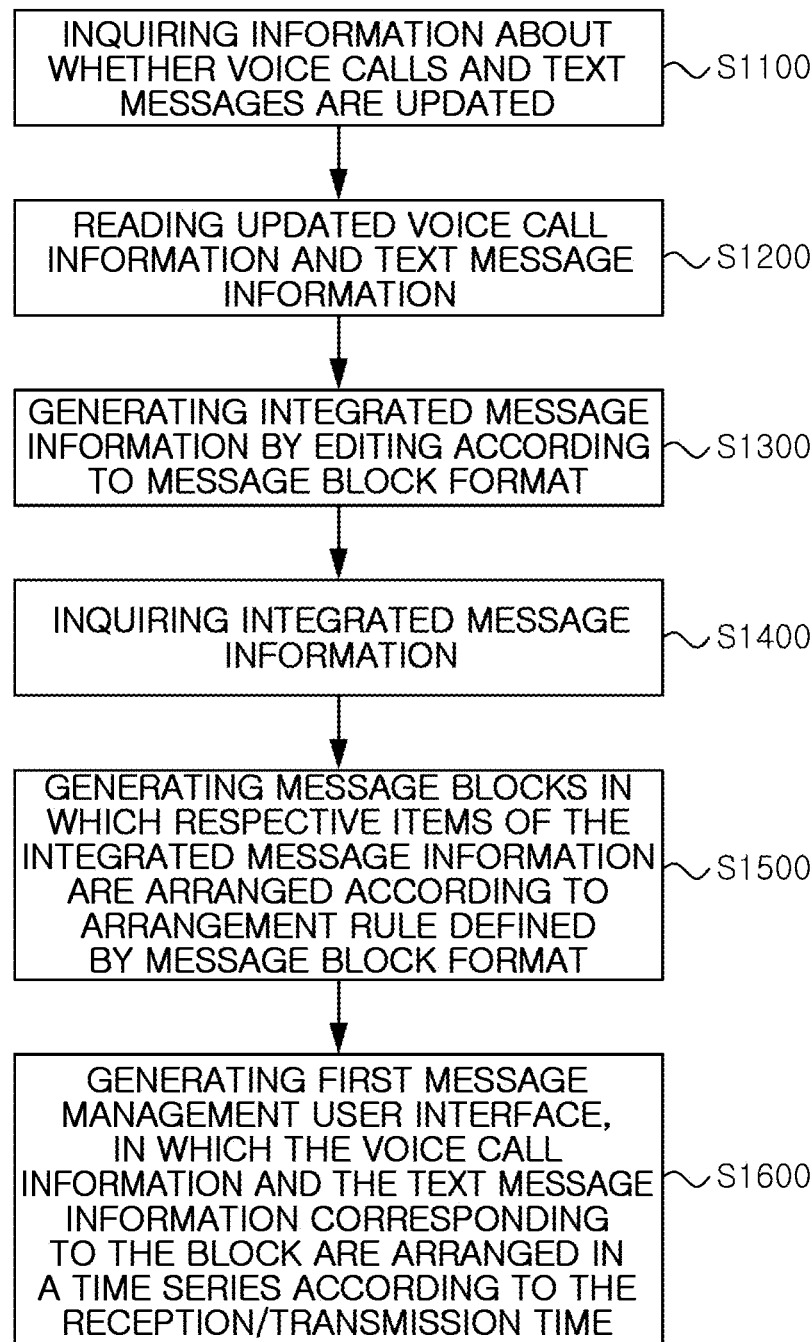 INQUIRING INFORMATION ABOUT
WHETHER VOICE CALLS AND TEXT
MESSAGES ARE UPDATED
S1100
READING UPDATED VOICE CALL
INFORMATION AND TEXT MESSAGE
INFORMATION
S1200
GENERATING INTEGRATED MESSAGE
INFORMATION BY EDITING ACCORDING
TO MESSAGE BLOCK FORMAT
S1300
INQUIRING INTEGRATED MESSAGE
INFORMATION
S1400
GENERATING MESSAGE BLOCKS IN
WHICH RESPECTIVE ITEMS OF THE
INTEGRATED MESSAGE INFORMATION
ARE ARRANGED ACCORDING TO
ARRANGEMENT RULE DEFINED
BY MESSAGE BLOCK FORMAT
S1500
GENERATING FIRST MESSAGE
MANAGEMENT USER INTERFACE,
IN WHICH THE VOICE CALL
INFORMATION AND THE TEXT MESSAGE
INFORMATION CORRESPONDING
TO THE BLOCK ARE ARRANGED IN
A TIME SERIES ACCORDING TO THE
RECEPTION/TRANSMISSION TIME
S1600